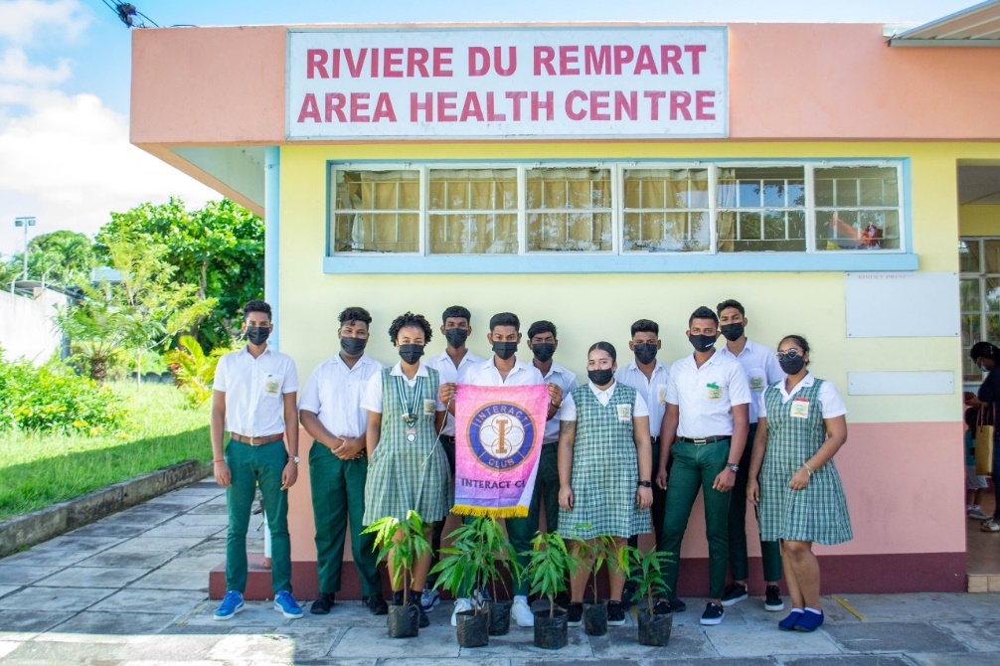 RIVIERE DU REMPART
AREA HEALTH CENTRE
INTERACT
I
CLUB
INTERACT CL